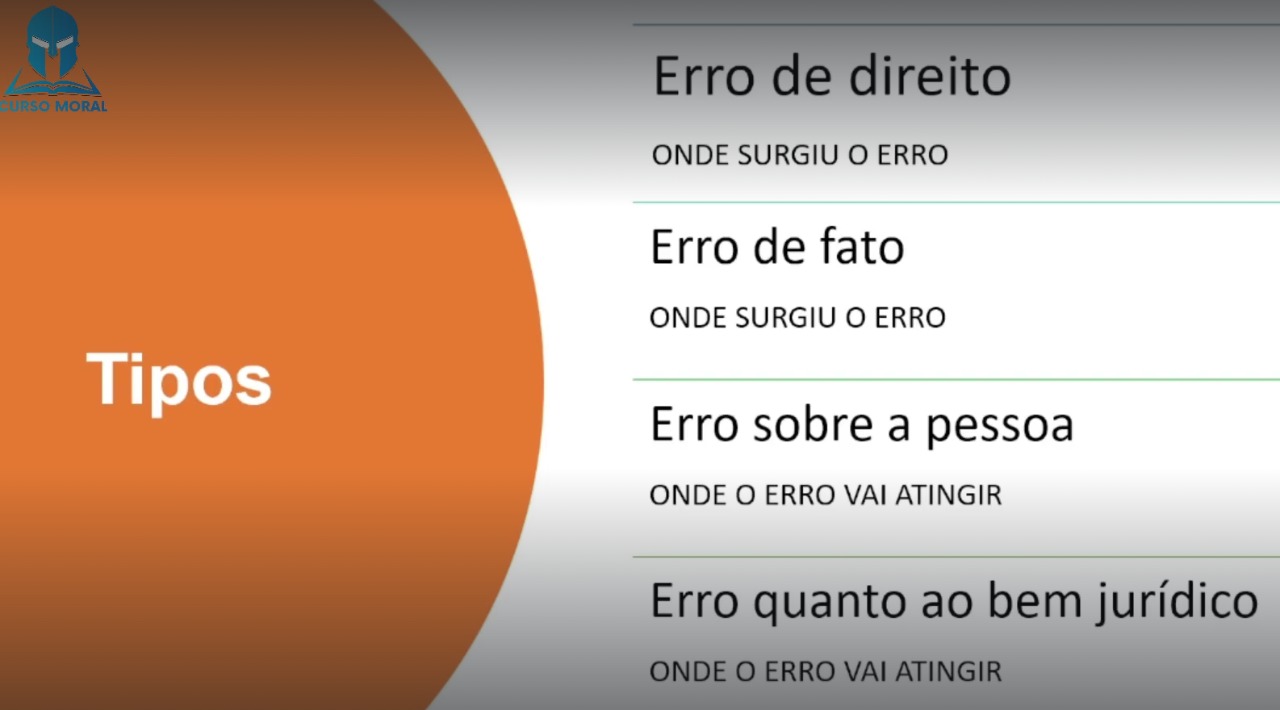 CURSO MORAL
Tipos
Erro de direito
ONDE SURGIU O ERRO
Erro de fato
ONDE SURGIU O ERRO
Erro sobre a pessoa
ONDE O ERRO VAI ATINGIR
Erro quanto ao bem jurídico
ONDE O ERRO VAI ATINGIR